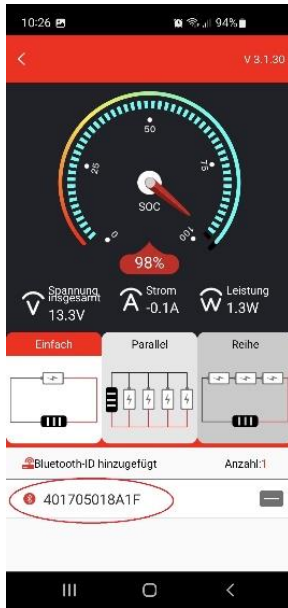 10:26 94%
V 3.1.30
50
25
75
SOC
0
100
98%
Spannung insgesamt
13.3V
Strom
-0.1A
Leistung
1.3W
V A W
Einfach Parallel Reihe
Bluetooth-ID hinzugefügt Anzahl:1
401705018A1F